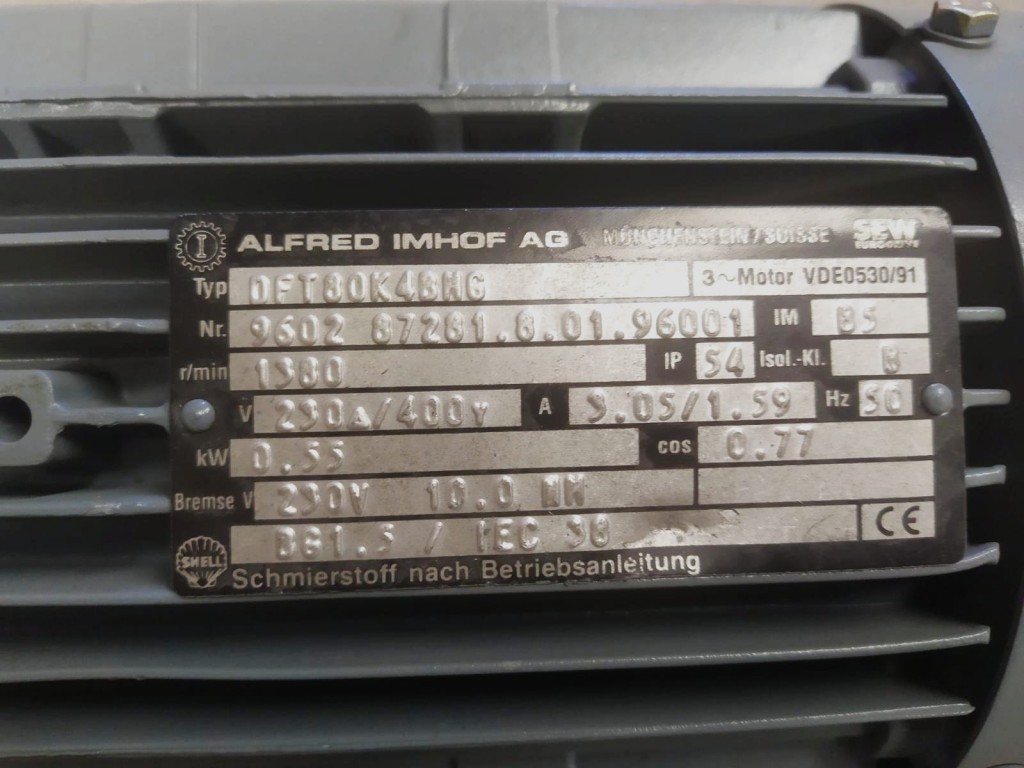 ALFRED IMHOF AG MÜNCHENSTEIN/SUISSE SEW EURODRIVE
Typ DFT80K4BMG 3~Motor VDE0530/91
Nr. 9602 87281.8.01.96001 IM B5
r/min 1380 IP 54 Isol.-Kl. B
V 230Δ/400Y A 3.05/1.59 Hz 50
kW 0.55 cos 0.77
Bremse V 230V 10.0 NM
BG1.5 / IEC 38 CE
SHELL Schmierstoff nach Betriebsanleitung